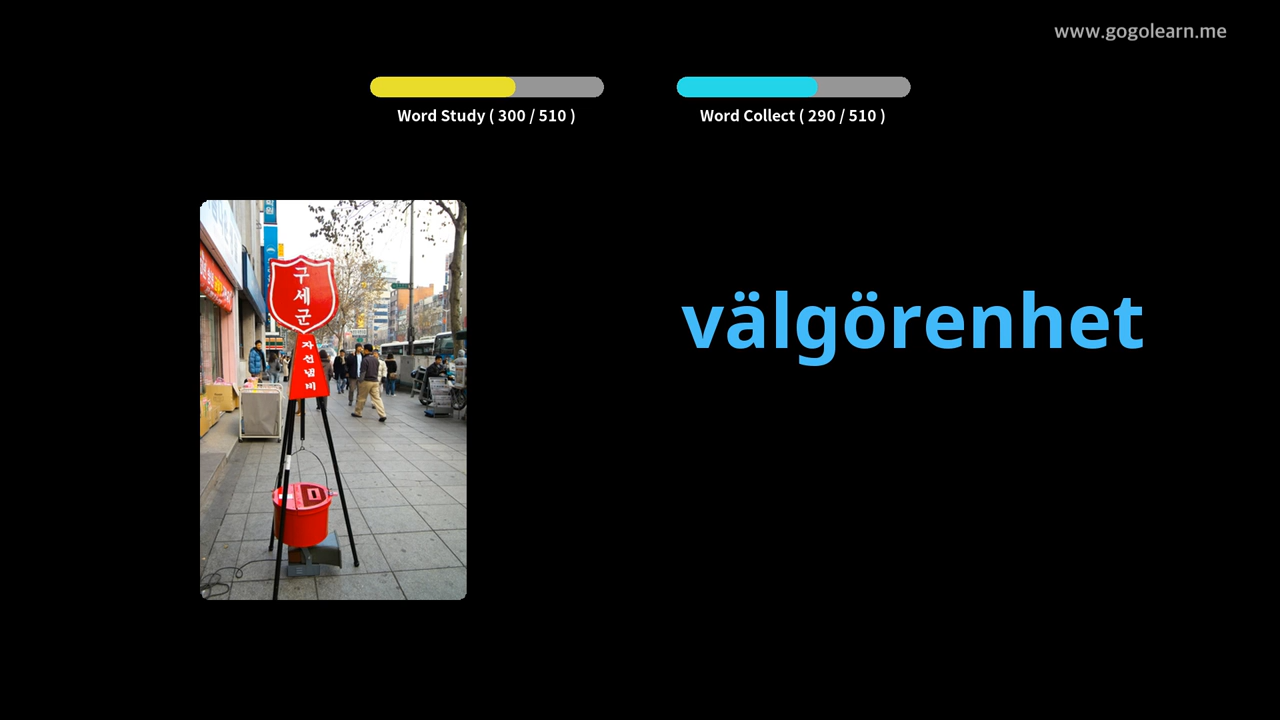 www.gogolearn.me
Word Study ( 300 / 510 )
Word Collect ( 290 / 510 )
구세군
자선냄비
välgörenhet